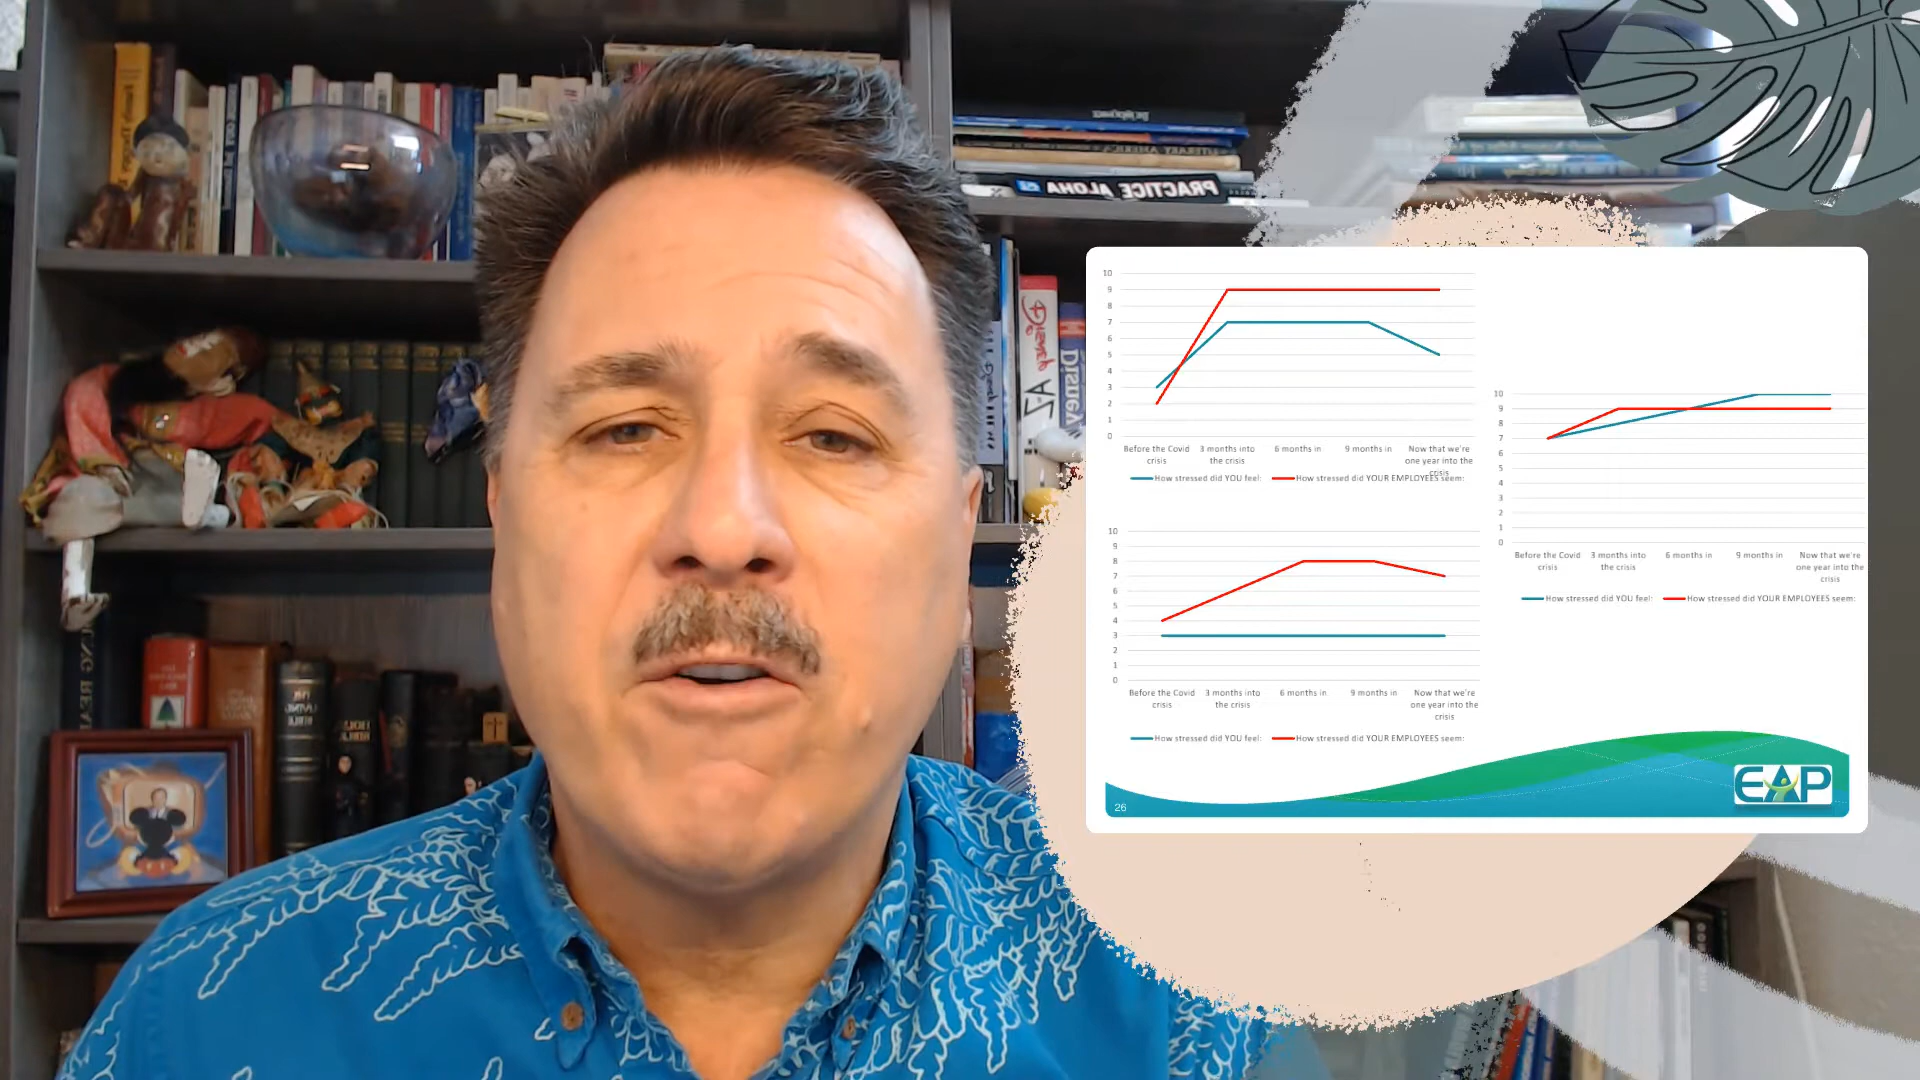 PRACTICE ALOHA
Disney
Disney
10
9
8
7
6
5
4
3
2
1
0
Before the Covid crisis
3 months into the crisis
6 months in
9 months in
Now that we're one year into the crisis
How stressed did YOU feel:
How stressed did YOUR EMPLOYEES seem:
10
9
8
7
6
5
4
3
2
1
0
Before the Covid crisis
3 months into the crisis
6 months in
9 months in
Now that we're one year into the crisis
How stressed did YOU feel:
How stressed did YOUR EMPLOYEES seem:
10
9
8
7
6
5
4
3
2
1
0
Before the Covid crisis
3 months into the crisis
6 months in
9 months in
Now that we're one year into the crisis
How stressed did YOU feel:
How stressed did YOUR EMPLOYEES seem:
26
EAP